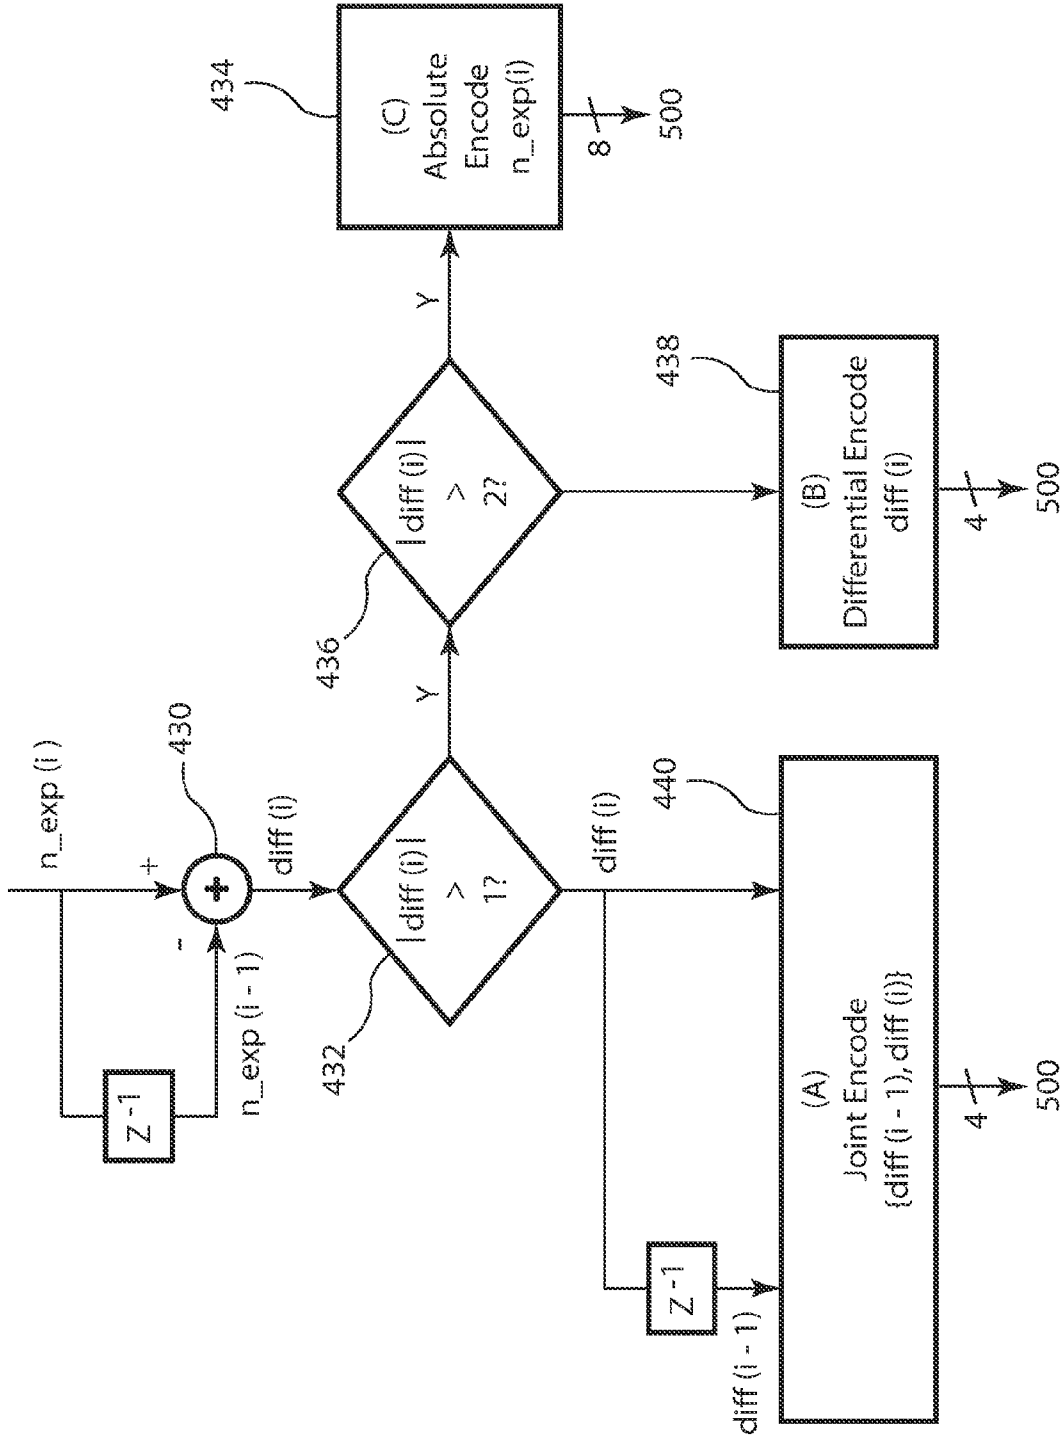 n_exp (i)
+
-
Z -1
n_exp (i - 1)
+
430
diff (i)
432
|diff (i)|
>
1?
Y
436
|diff (i)|
>
2?
Y
434
(C)
Absolute
Encode
n_exp(i)
8
500
438
(B)
Differential Encode
diff (i)
4
500
diff (i)
Z -1
diff (i - 1)
440
(A)
Joint Encode
{diff (i - 1), diff (i)}
4
500